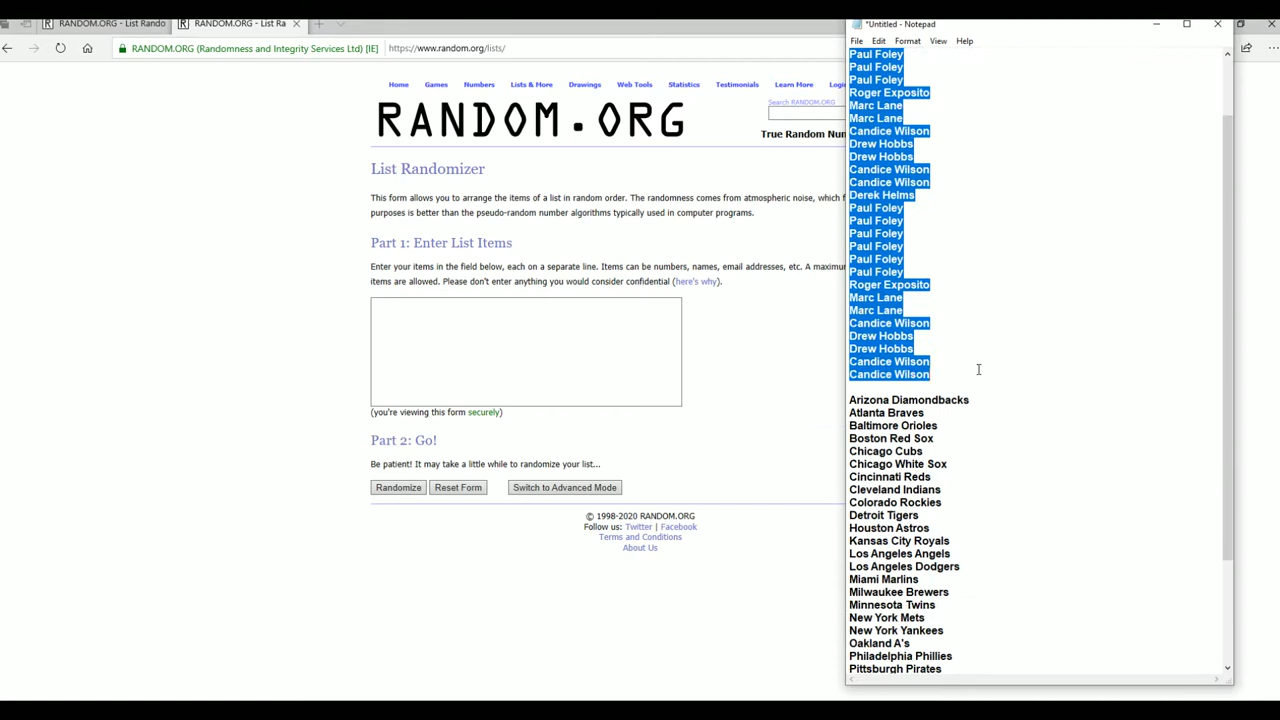 RANDOM.ORG - List Rando
RANDOM.ORG - List Ra
*Untitled - Notepad
RANDOM.ORG (Randomness and Integrity Services Ltd) [IE]
https://www.random.org/lists/
File Edit Format View Help
Home Games Numbers Lists & More Drawings Web Tools Statistics Testimonials Learn More Login
Search RANDOM.ORG
RANDOM.ORG
True Random Num
List Randomizer
This form allows you to arrange the items of a list in random order. The randomness comes from atmospheric noise, which f
purposes is better than the pseudo-random number algorithms typically used in computer programs.
Part 1: Enter List Items
Enter your items in the field below, each on a separate line. Items can be numbers, names, email addresses, etc. A maximum
items are allowed. Please don't enter anything you would consider confidential (here's why).
(you're viewing this form securely)
Part 2: Go!
Be patient! It may take a little while to randomize your list...
Randomize Reset Form Switch to Advanced Mode
© 1998-2020 RANDOM.ORG
Follow us: Twitter | Facebook
Terms and Conditions
About Us
Paul Foley
Paul Foley
Paul Foley
Roger Exposito
Marc Lane
Marc Lane
Candice Wilson
Drew Hobbs
Drew Hobbs
Candice Wilson
Candice Wilson
Derek Helms
Paul Foley
Paul Foley
Paul Foley
Paul Foley
Paul Foley
Paul Foley
Roger Exposito
Marc Lane
Marc Lane
Candice Wilson
Drew Hobbs
Drew Hobbs
Candice Wilson
Candice Wilson
Arizona Diamondbacks
Atlanta Braves
Baltimore Orioles
Boston Red Sox
Chicago Cubs
Chicago White Sox
Cincinnati Reds
Cleveland Indians
Colorado Rockies
Detroit Tigers
Houston Astros
Kansas City Royals
Los Angeles Angels
Los Angeles Dodgers
Miami Marlins
Milwaukee Brewers
Minnesota Twins
New York Mets
New York Yankees
Oakland A's
Philadelphia Phillies
Pittsburgh Pirates